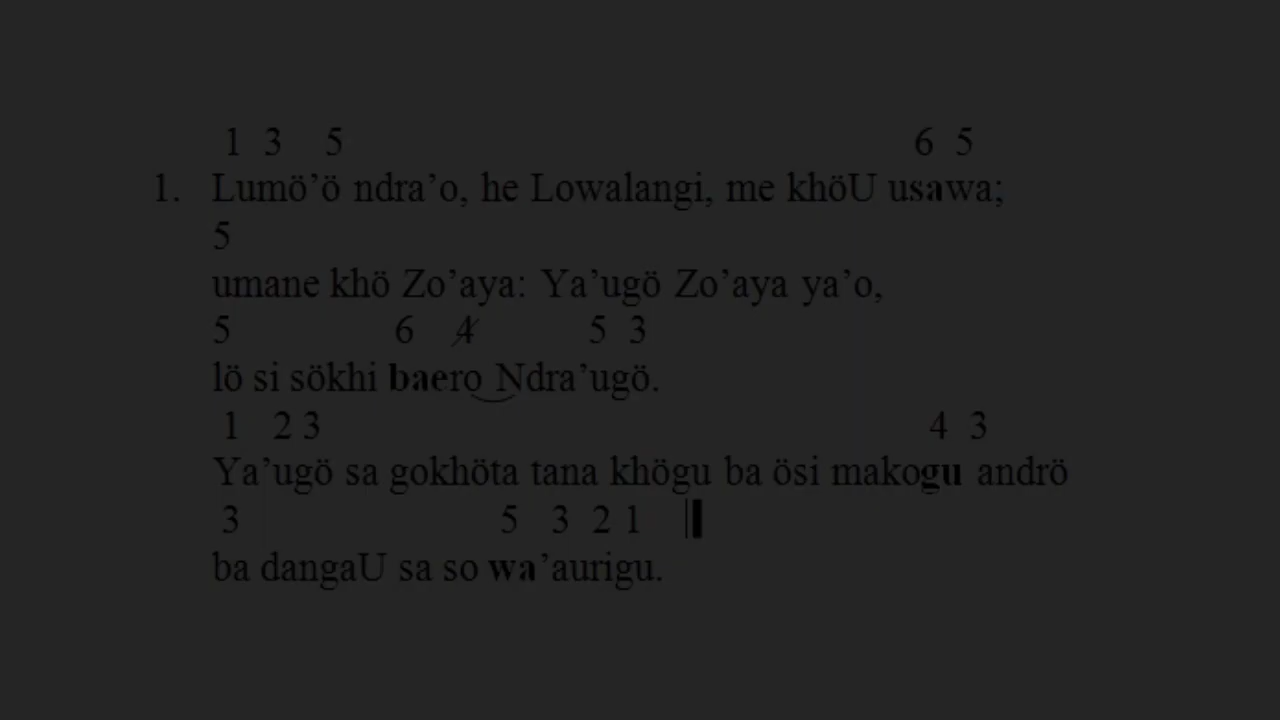 1 3 5 6 5
1. Lumö’ö ndra’o, he Lowalangi, me khöU usawa;
5
umane khö Zo’aya: Ya’ugö Zo’aya ya’o,
5 6 4̸ 5 3
lö si sökhi baero Ndra’ugö.
1 2 3 4 3
Ya’ugö sa gokhöta tana khögu ba ösi makogu andrö
3 5 3 2 1
ba dangaU sa so wa’aurigu.